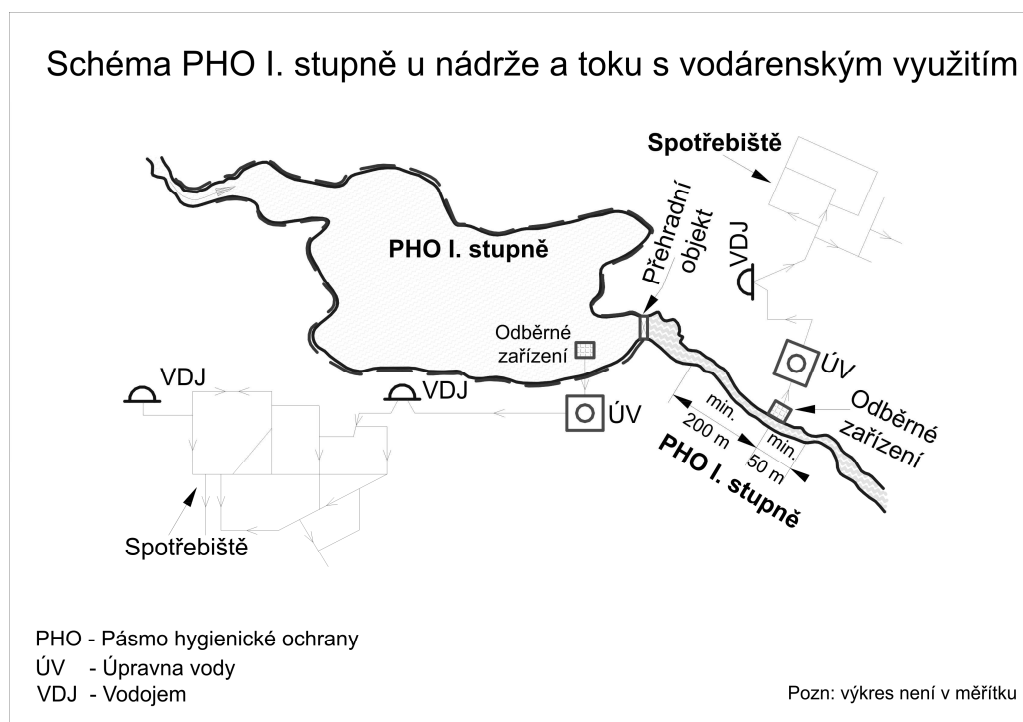 Schéma PHO I. stupně u nádrže a toku s vodárenským využitím
Spotřebiště
Přehradní
objekt
VDJ
PHO I. stupně
Odběrné
zařízení
ÚV
VDJ
VDJ
ÚV
Odběrné
zařízení
min.
200 m
min.
50 m
PHO I. stupně
Spotřebiště
PHO - Pásmo hygienické ochrany
ÚV - Úpravna vody
VDJ - Vodojem
Pozn: výkres není v měřítku